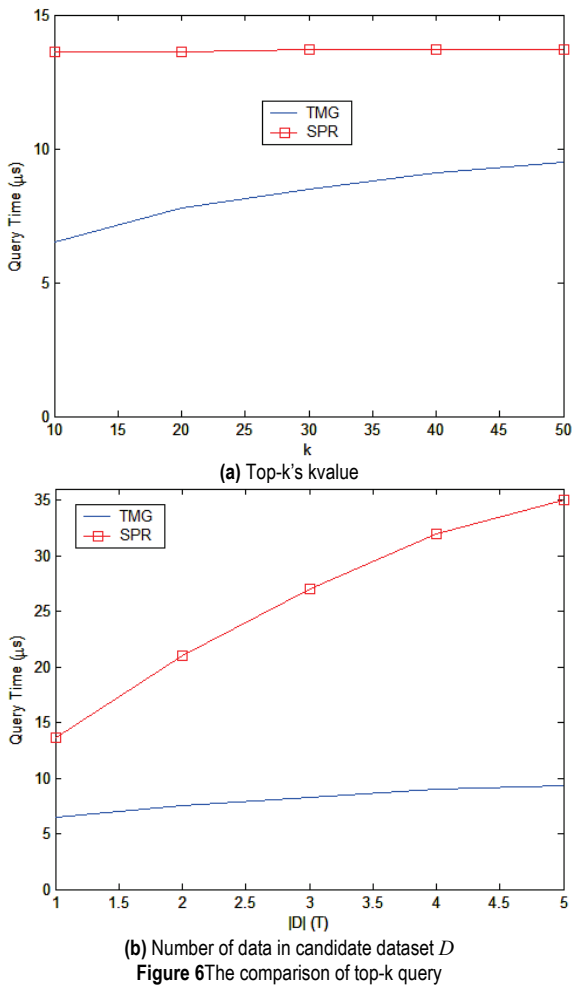 15
10
5
0
Query Time (μs)
TMG
SPR
10 15 20 25 30 35 40 45 50
k
(a) Top-k's kvalue
35
30
25
20
15
10
5
0
Query Time (μs)
TMG
SPR
1 1.5 2 2.5 3 3.5 4 4.5 5
|D| (T)
(b) Number of data in candidate dataset D
Figure 6The comparison of top-k query